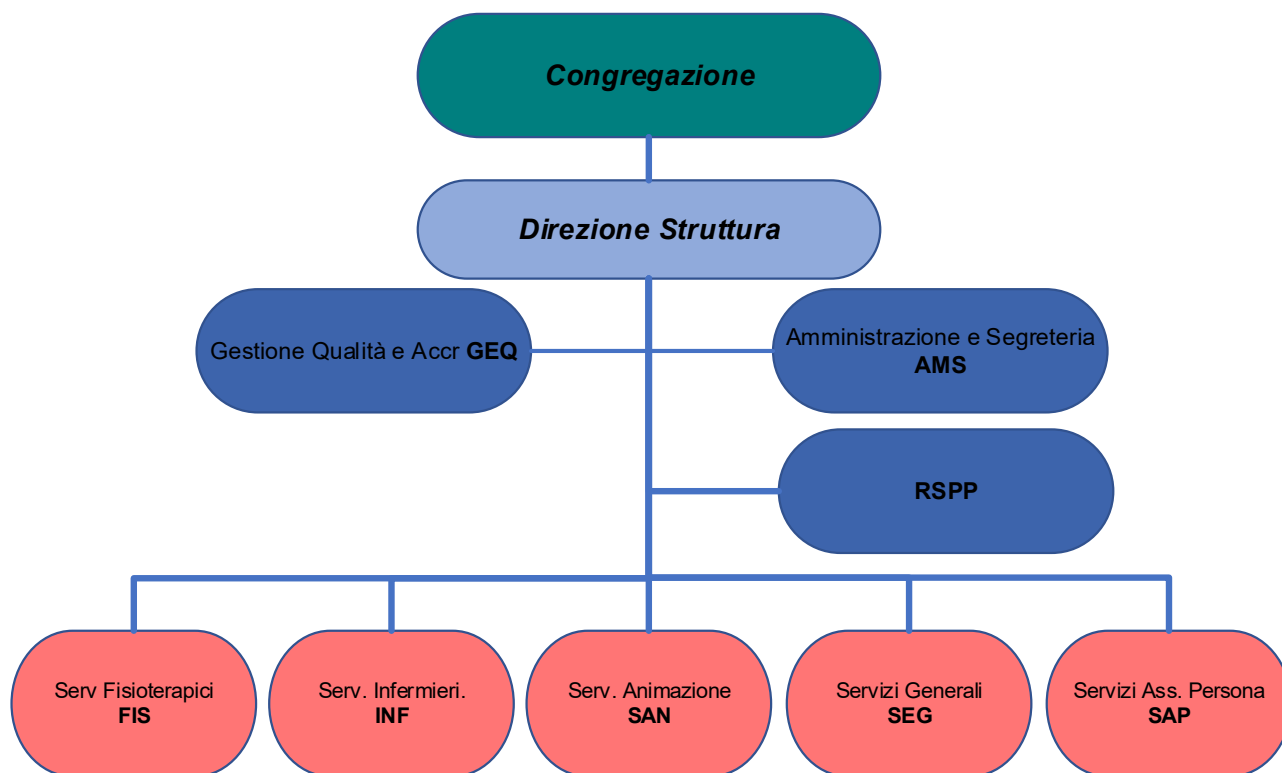 Congregazione
Direzione Struttura
Gestione Qualità e Accr GEQ
Amministrazione e Segreteria
AMS
RSPP
Serv Fisioterapici
FIS
Serv. Infermieri.
INF
Serv. Animazione
SAN
Servizi Generali
SEG
Servizi Ass. Persona
SAP